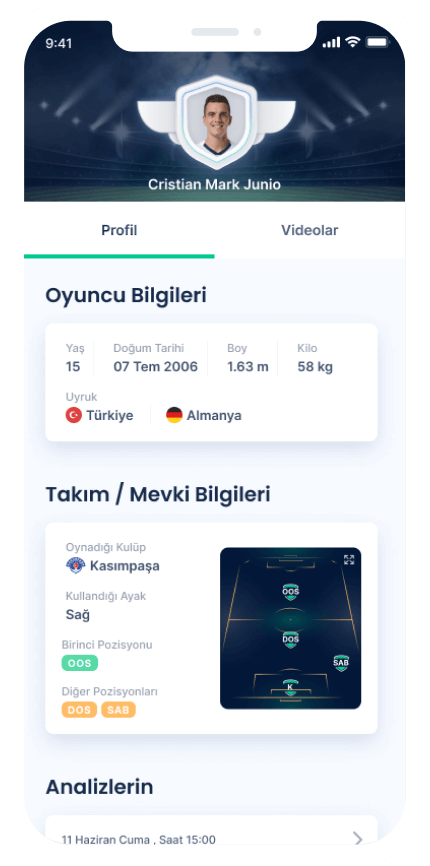 9:41
Cristian Mark Junio
Profil Videolar
Oyuncu Bilgileri
Yaş Doğum Tarihi Boy Kilo
15 07 Tem 2006 1.63 m 58 kg
Uyruk
Türkiye Almanya
Takım / Mevki Bilgileri
Oynadığı Kulüp
Kasımpaşa
Kullandığı Ayak
Sağ
Birinci Pozisyonu
OOS
Diğer Pozisyonları
DOS SAB
OOS
DOS
SAB
K
Analizlerin
11 Haziran Cuma , Saat 15:00